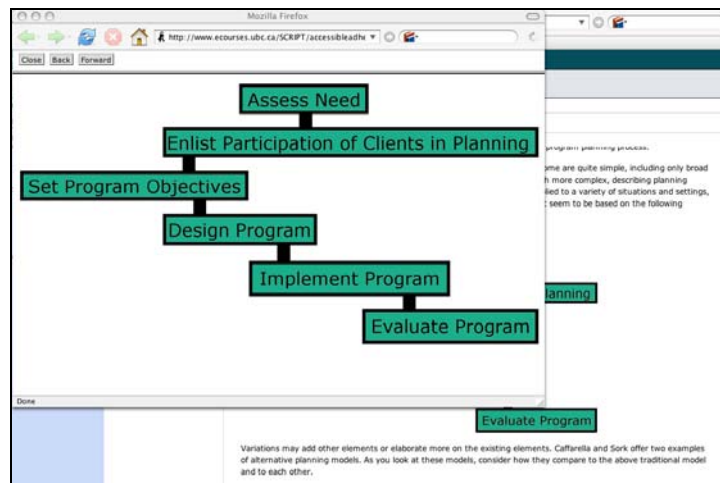 Mozilla Firefox
http://www.ecourses.ubc.ca/SCRIPT/accessibleadhe
Close Back Forward
Assess Need
Enlist Participation of Clients in Planning
Set Program Objectives
Design Program
Implement Program
Evaluate Program
Done
program planning process.
ome are quite simple, including only broad
more complex, describing planning
lied to a variety of situations and settings,
t seem to be based on the following
lanning
Evaluate Program
Variations may add other elements or elaborate more on the existing elements. Caffarella and Sork offer two examples
of alternative planning models. As you look at these models, consider how they compare to the above traditional model
and to each other.